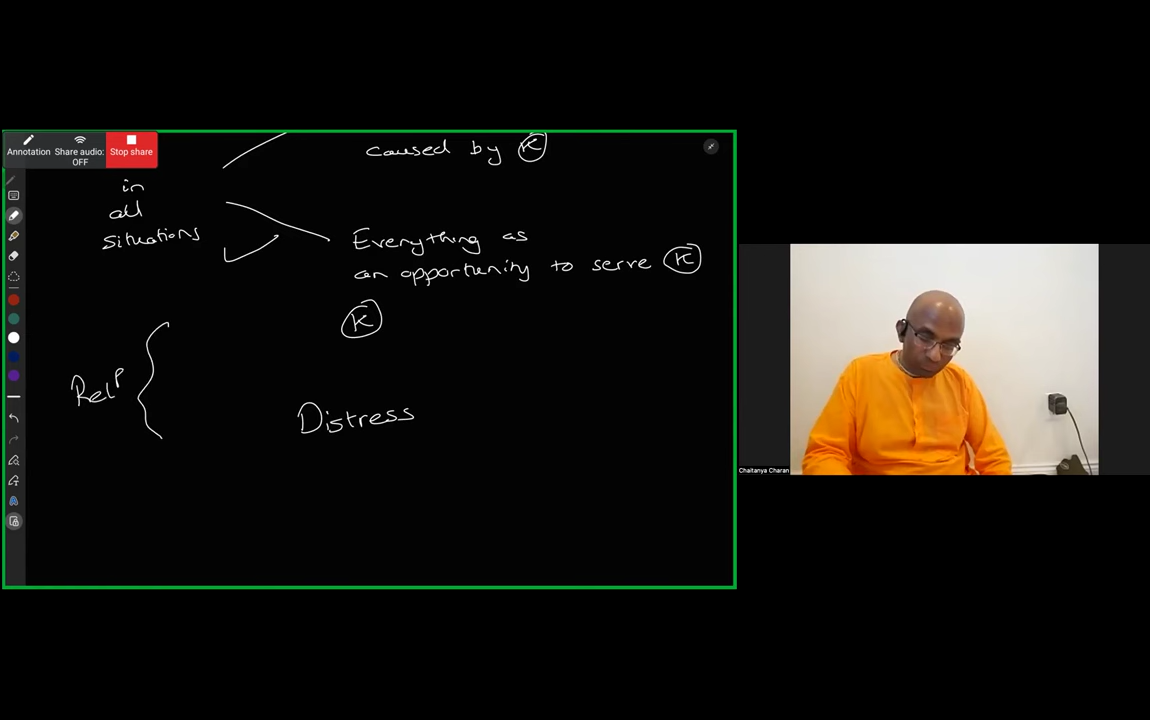 Annotation
Share audio:
OFF
Stop share
caused by K
in
all
situations
Everything as
an opportunity to serve K
K
Relp
Distress
Chaitanya Charan